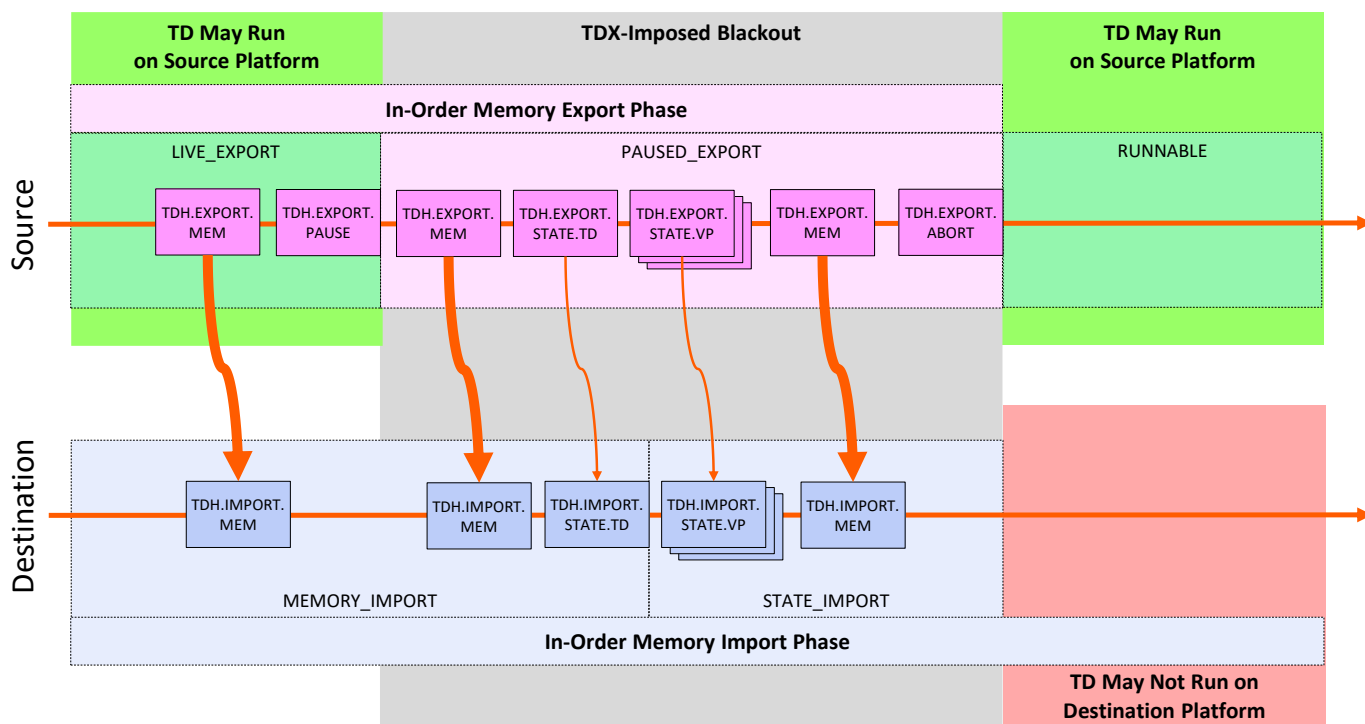 TD May Run
on Source Platform
TDX-Imposed Blackout
TD May Run
on Source Platform
In-Order Memory Export Phase
LIVE_EXPORT
PAUSED_EXPORT
RUNNABLE
Source
TDH.EXPORT.
MEM
TDH.EXPORT.
PAUSE
TDH.EXPORT.
MEM
TDH.EXPORT.
STATE.TD
TDH.EXPORT.
STATE.VP
TDH.EXPORT.
MEM
TDH.EXPORT.
ABORT
Destination
TDH.IMPORT.
MEM
TDH.IMPORT.
MEM
TDH.IMPORT.
STATE.TD
TDH.IMPORT.
STATE.VP
TDH.IMPORT.
MEM
MEMORY_IMPORT
STATE_IMPORT
In-Order Memory Import Phase
TD May Not Run on
Destination Platform